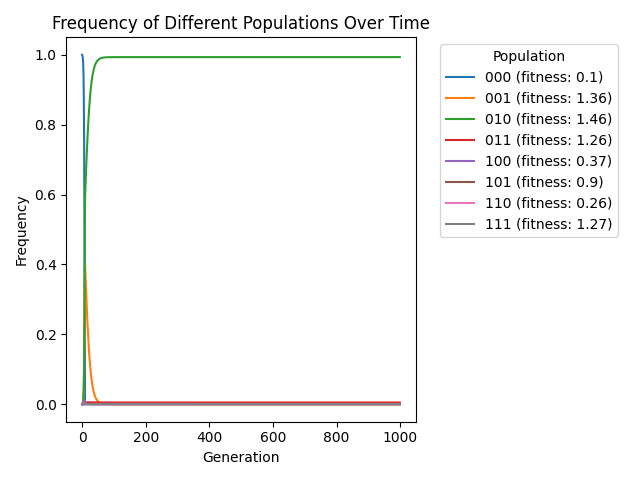 Frequency of Different Populations Over Time
1.0
0.8
0.6
0.4
0.2
0.0
Frequency
0 200 400 600 800 1000
Generation
Population
000 (fitness: 0.1)
001 (fitness: 1.36)
010 (fitness: 1.46)
011 (fitness: 1.26)
100 (fitness: 0.37)
101 (fitness: 0.9)
110 (fitness: 0.26)
111 (fitness: 1.27)